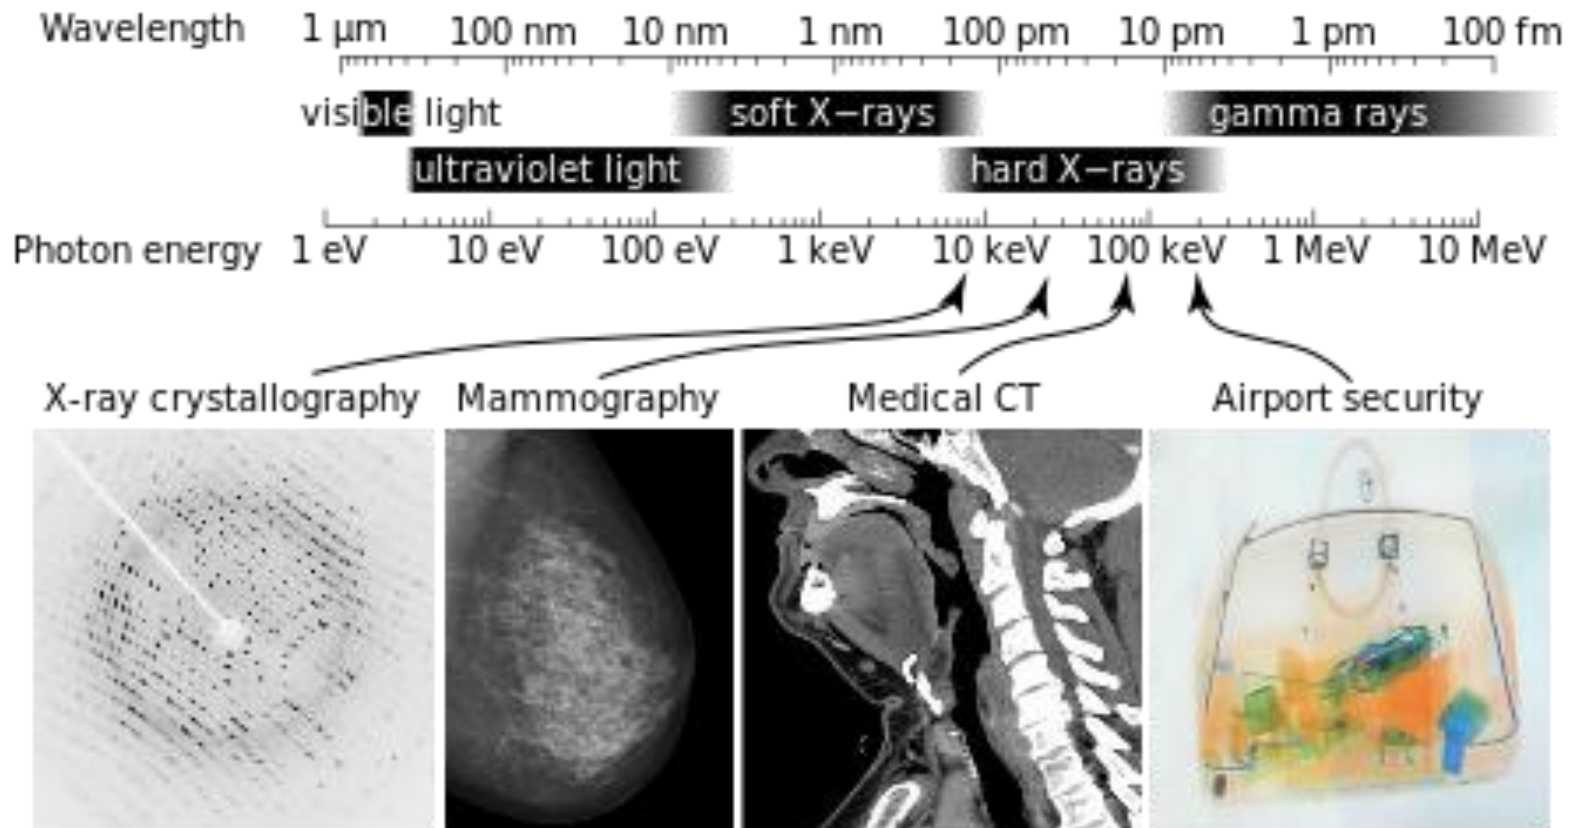 Wavelength 1 µm 100 nm 10 nm 1 nm 100 pm 10 pm 1 pm 100 fm
visible light soft X−rays gamma rays
ultraviolet light hard X−rays
Photon energy 1 eV 10 eV 100 eV 1 keV 10 keV 100 keV 1 MeV 10 MeV
X-ray crystallography Mammography Medical CT Airport security